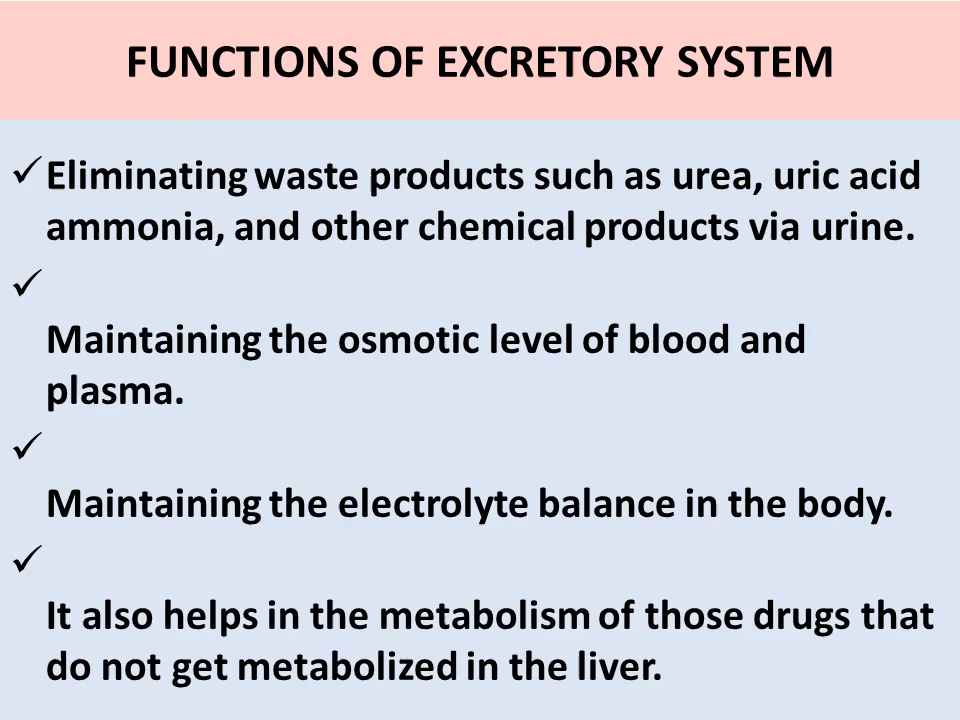 FUNCTIONS OF EXCRETORY SYSTEM
✓Eliminating waste products such as urea, uric acid
ammonia, and other chemical products via urine.
✓
Maintaining the osmotic level of blood and
plasma.
✓
Maintaining the electrolyte balance in the body.
✓
It also helps in the metabolism of those drugs that
do not get metabolized in the liver.